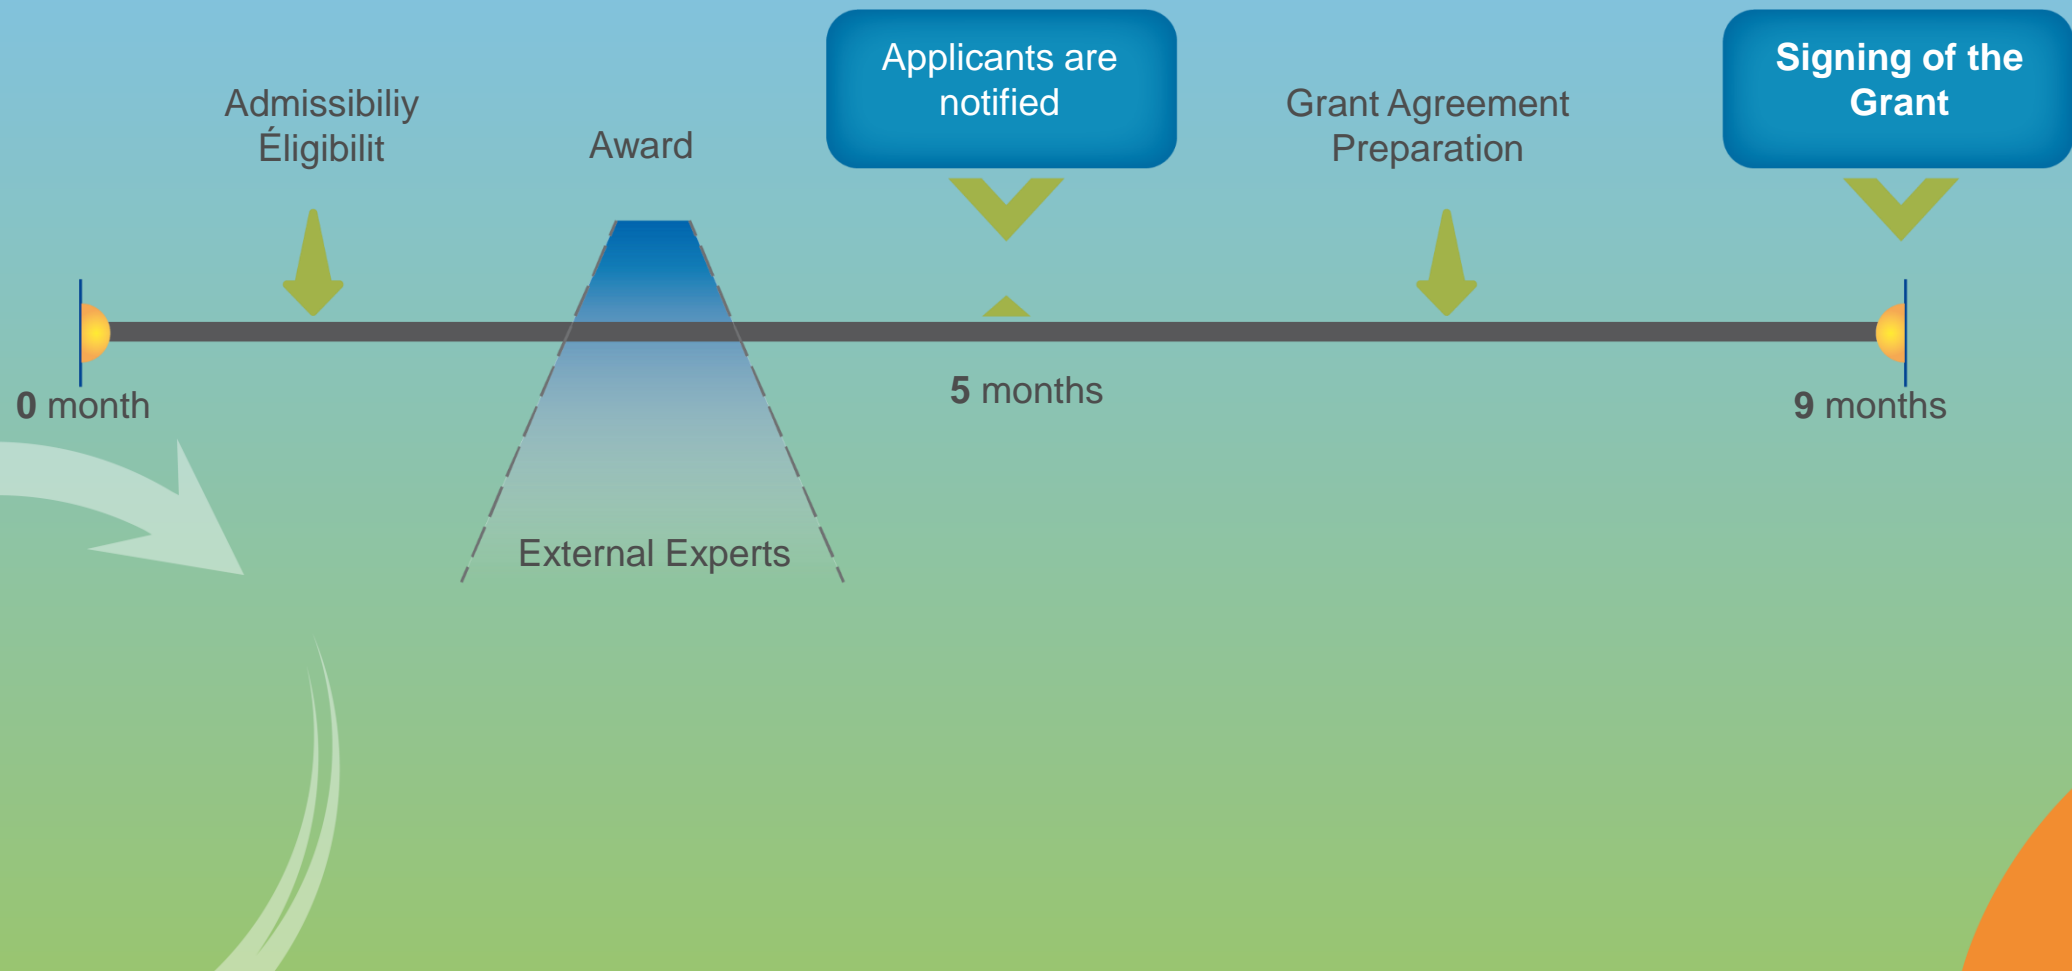 Admissibiliy
Éligibilit
Award
Applicants are
notified
Grant Agreement
Preparation
Signing of the
Grant
0 month
5 months
9 months
External Experts